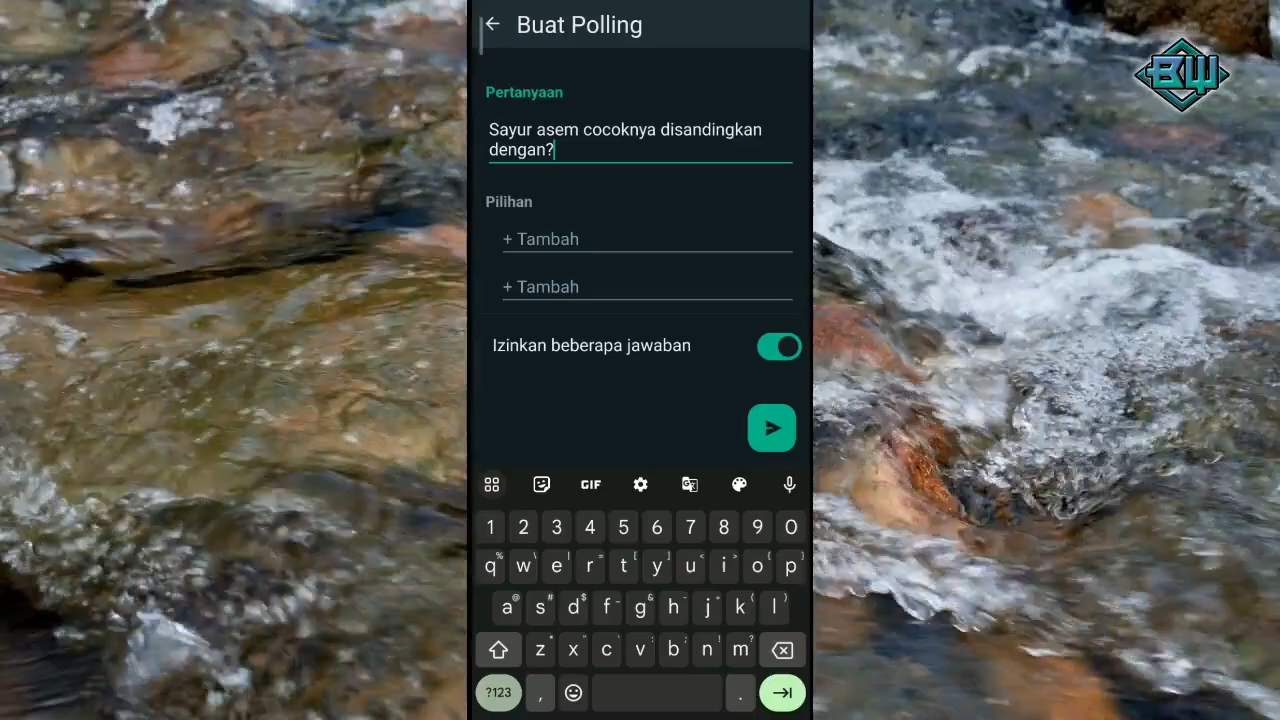 Buat Polling
BW
Pertanyaan
Sayur asem cocoknya disandingkan
dengan?
Pilihan
+ Tambah
+ Tambah
Izinkan beberapa jawaban
GIF
1 2 3 4 5 6 7 8 9 0
q% w\ e| r= t[ y] u< i> o{ p}
a@ s# d$ f- g& h- j+ k( l)
z* x" c' v: b; n! m?
?123 , .